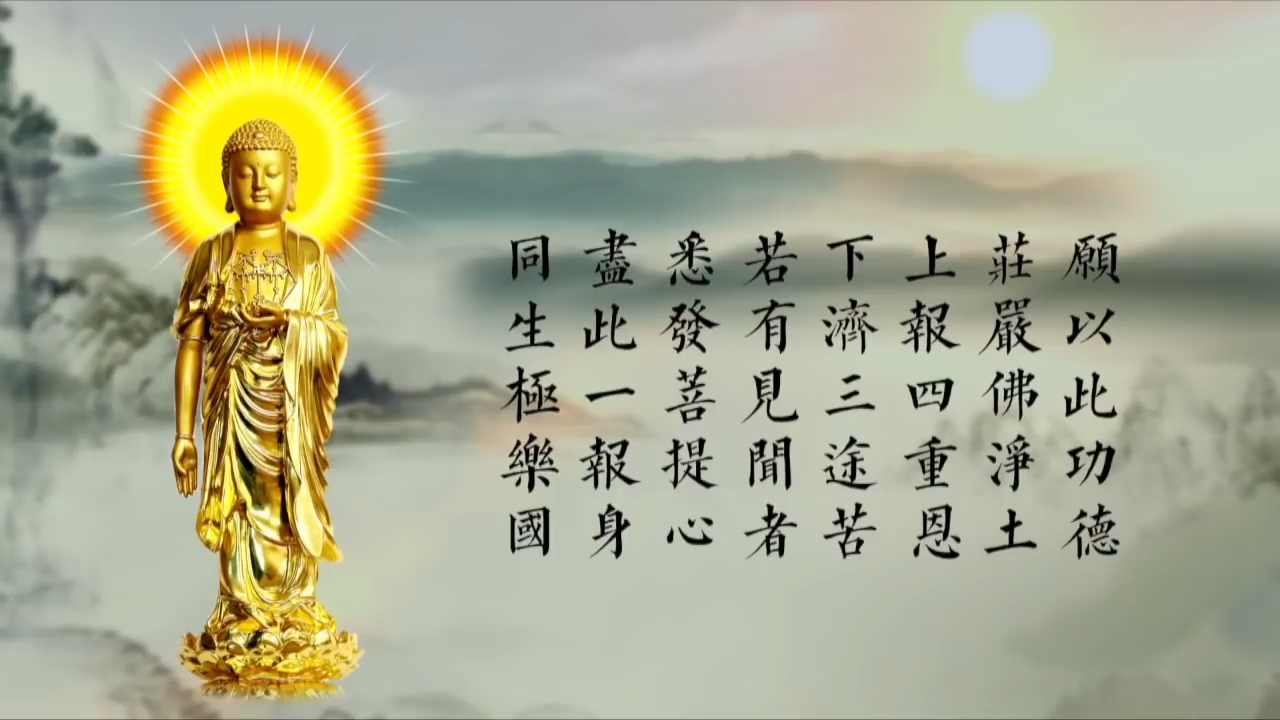 願以此功德
莊嚴佛淨土
上報四重恩
下濟三途苦
若有見聞者
悉發菩提心
盡此一報身
同生極樂國